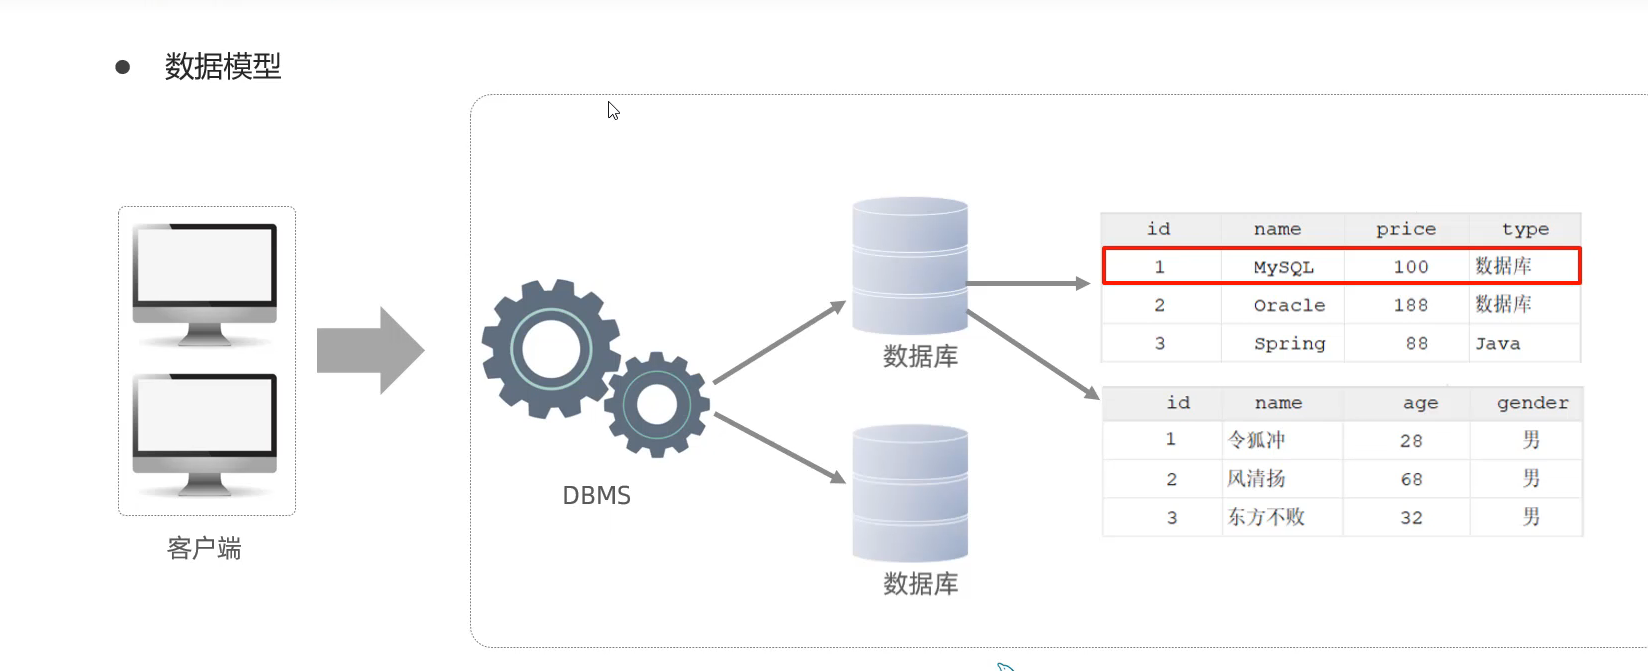 数据模型
客户端
DBMS
数据库
数据库
id name price type
1 MySQL 100 数据库
2 Oracle 188 数据库
3 Spring 88 Java
id name age gender
1 令狐冲 28 男
2 风清扬 68 男
3 东方不败 32 男